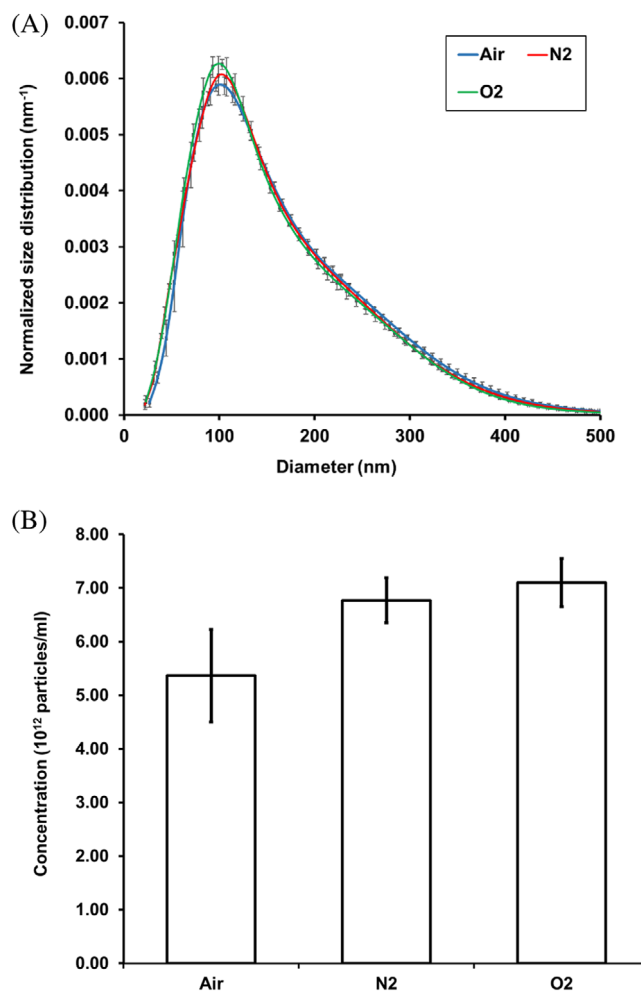 (A)
0.007
0.006
0.005
0.004
0.003
0.002
0.001
0.000
Normalized size distribution (nm⁻¹)
Air N2
O2
0 100 200 300 400 500
Diameter (nm)
(B)
8.00
7.00
6.00
5.00
4.00
3.00
2.00
1.00
0.00
Concentration (10¹² particles/ml)
Air N2 O2